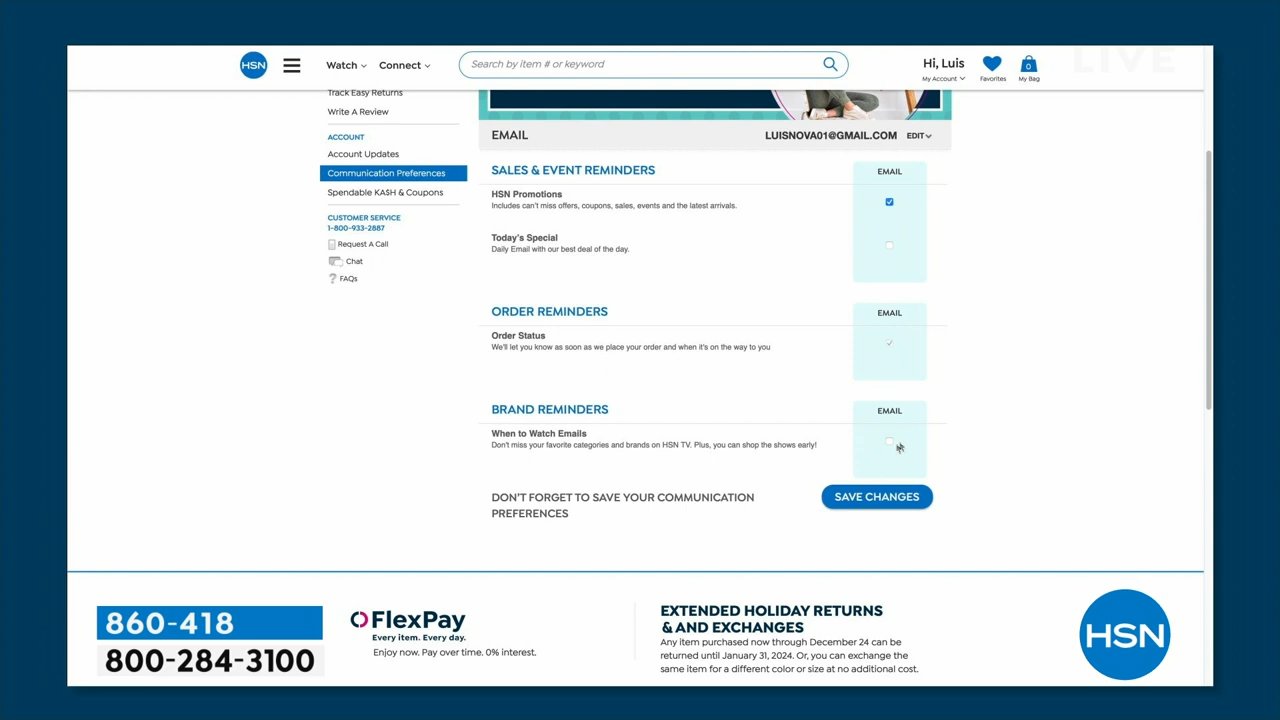 LIVE
HSN
Watch
Connect
Search by item # or keyword
Hi, Luis
My Account
Favorites
0
My Bag
Track Easy Returns
Write A Review
ACCOUNT
Account Updates
Communication Preferences
Spendable KA$H & Coupons
CUSTOMER SERVICE
1-800-933-2887
Request A Call
Chat
FAQs
EMAIL
LUISNOVA01@GMAIL.COM
EDIT
SALES & EVENT REMINDERS
EMAIL
HSN Promotions
Includes can't miss offers, coupons, sales, events and the latest arrivals.
Today's Special
Daily Email with our best deal of the day.
ORDER REMINDERS
EMAIL
Order Status
We'll let you know as soon as we place your order and when it's on the way to you
BRAND REMINDERS
EMAIL
When to Watch Emails
Don't miss your favorite categories and brands on HSN TV. Plus, you can shop the shows early!
DON'T FORGET TO SAVE YOUR COMMUNICATION
PREFERENCES
SAVE CHANGES
860-418
800-284-3100
FlexPay
Every item. Every day.
Enjoy now. Pay over time. 0% interest.
EXTENDED HOLIDAY RETURNS
& AND EXCHANGES
Any item purchased now through December 24 can be
returned until January 31, 2024. Or, you can exchange the
same item for a different color or size at no additional cost.
HSN